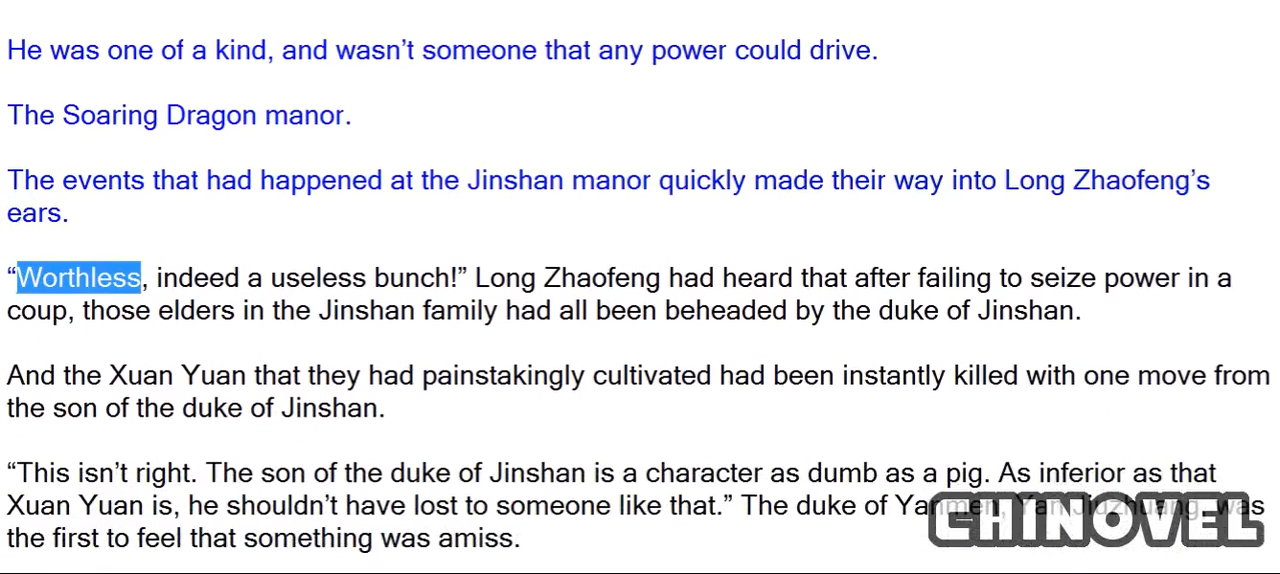 He was one of a kind, and wasn’t someone that any power could drive.
The Soaring Dragon manor.
The events that had happened at the Jinshan manor quickly made their way into Long Zhaofeng’s
ears.
“Worthless, indeed a useless bunch!” Long Zhaofeng had heard that after failing to seize power in a
coup, those elders in the Jinshan family had all been beheaded by the duke of Jinshan.
And the Xuan Yuan that they had painstakingly cultivated had been instantly killed with one move from
the son of the duke of Jinshan.
“This isn’t right. The son of the duke of Jinshan is a character as dumb as a pig. As inferior as that
Xuan Yuan is, he shouldn’t have lost to someone like that.” The duke of Yanmen, Yan Jiuzhuang, was
the first to feel that something was amiss.
CHINOVEL